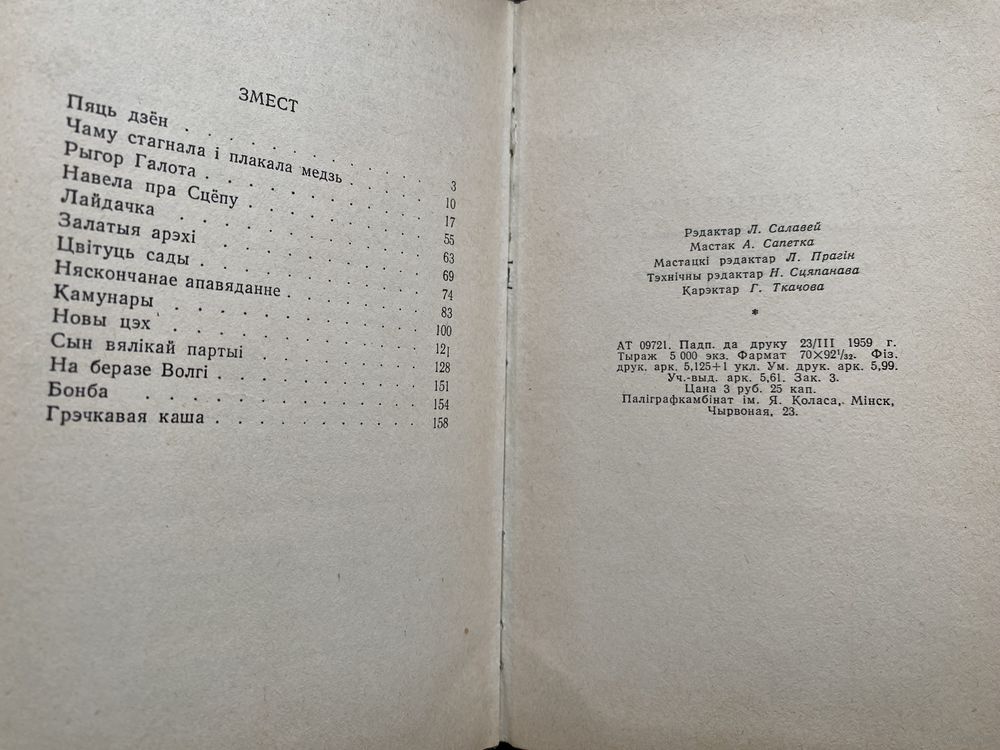 ЗМЕСТ
Пяць дзён . . . . . . . . . . 3
Чаму стагнала і плакала медзь . . . . . 10
Рыгор Галота . . . . . . . . . . 17
Навела пра Сцёпу . . . . . . . . . 55
Лайдачка . . . . . . . . . . 63
Залатыя арэхі . . . . . . . . . 69
Цвітуць сады . . . . . . . . . . 74
Няскончанае апавяданне . . . . . . . 83
Камунары . . . . . . . . . . 100
Новы цэх . . . . . . . . . . 121
Сын вялікай партыі . . . . . . . . 128
На беразе Волгі . . . . . . . . . 151
Бонба . . . . . . . . . . 154
Грэчкавая каша . . . . . . . . . 158
Рэдактар Л. Салавей
Мастак А. Сапетка
Мастацкі рэдактар Л. Прагін
Тэхнічны рэдактар Н. Сцяпанава
Карэктар Г. Ткачова
*
АТ 09721. Падп. да друку 23/III 1959 г.
Тыраж 5 000 экз. Фармат 70×92¹/₃₂. Фіз.
друк. арк. 5,125+1 укл. Ум. друк. арк. 5,99.
Уч.-выд. арк. 5,61. Зак. 3.
Цана 3 руб. 25 кап.
Паліграфкамбінат ім. Я. Коласа, Мінск,
Чырвоная, 23.